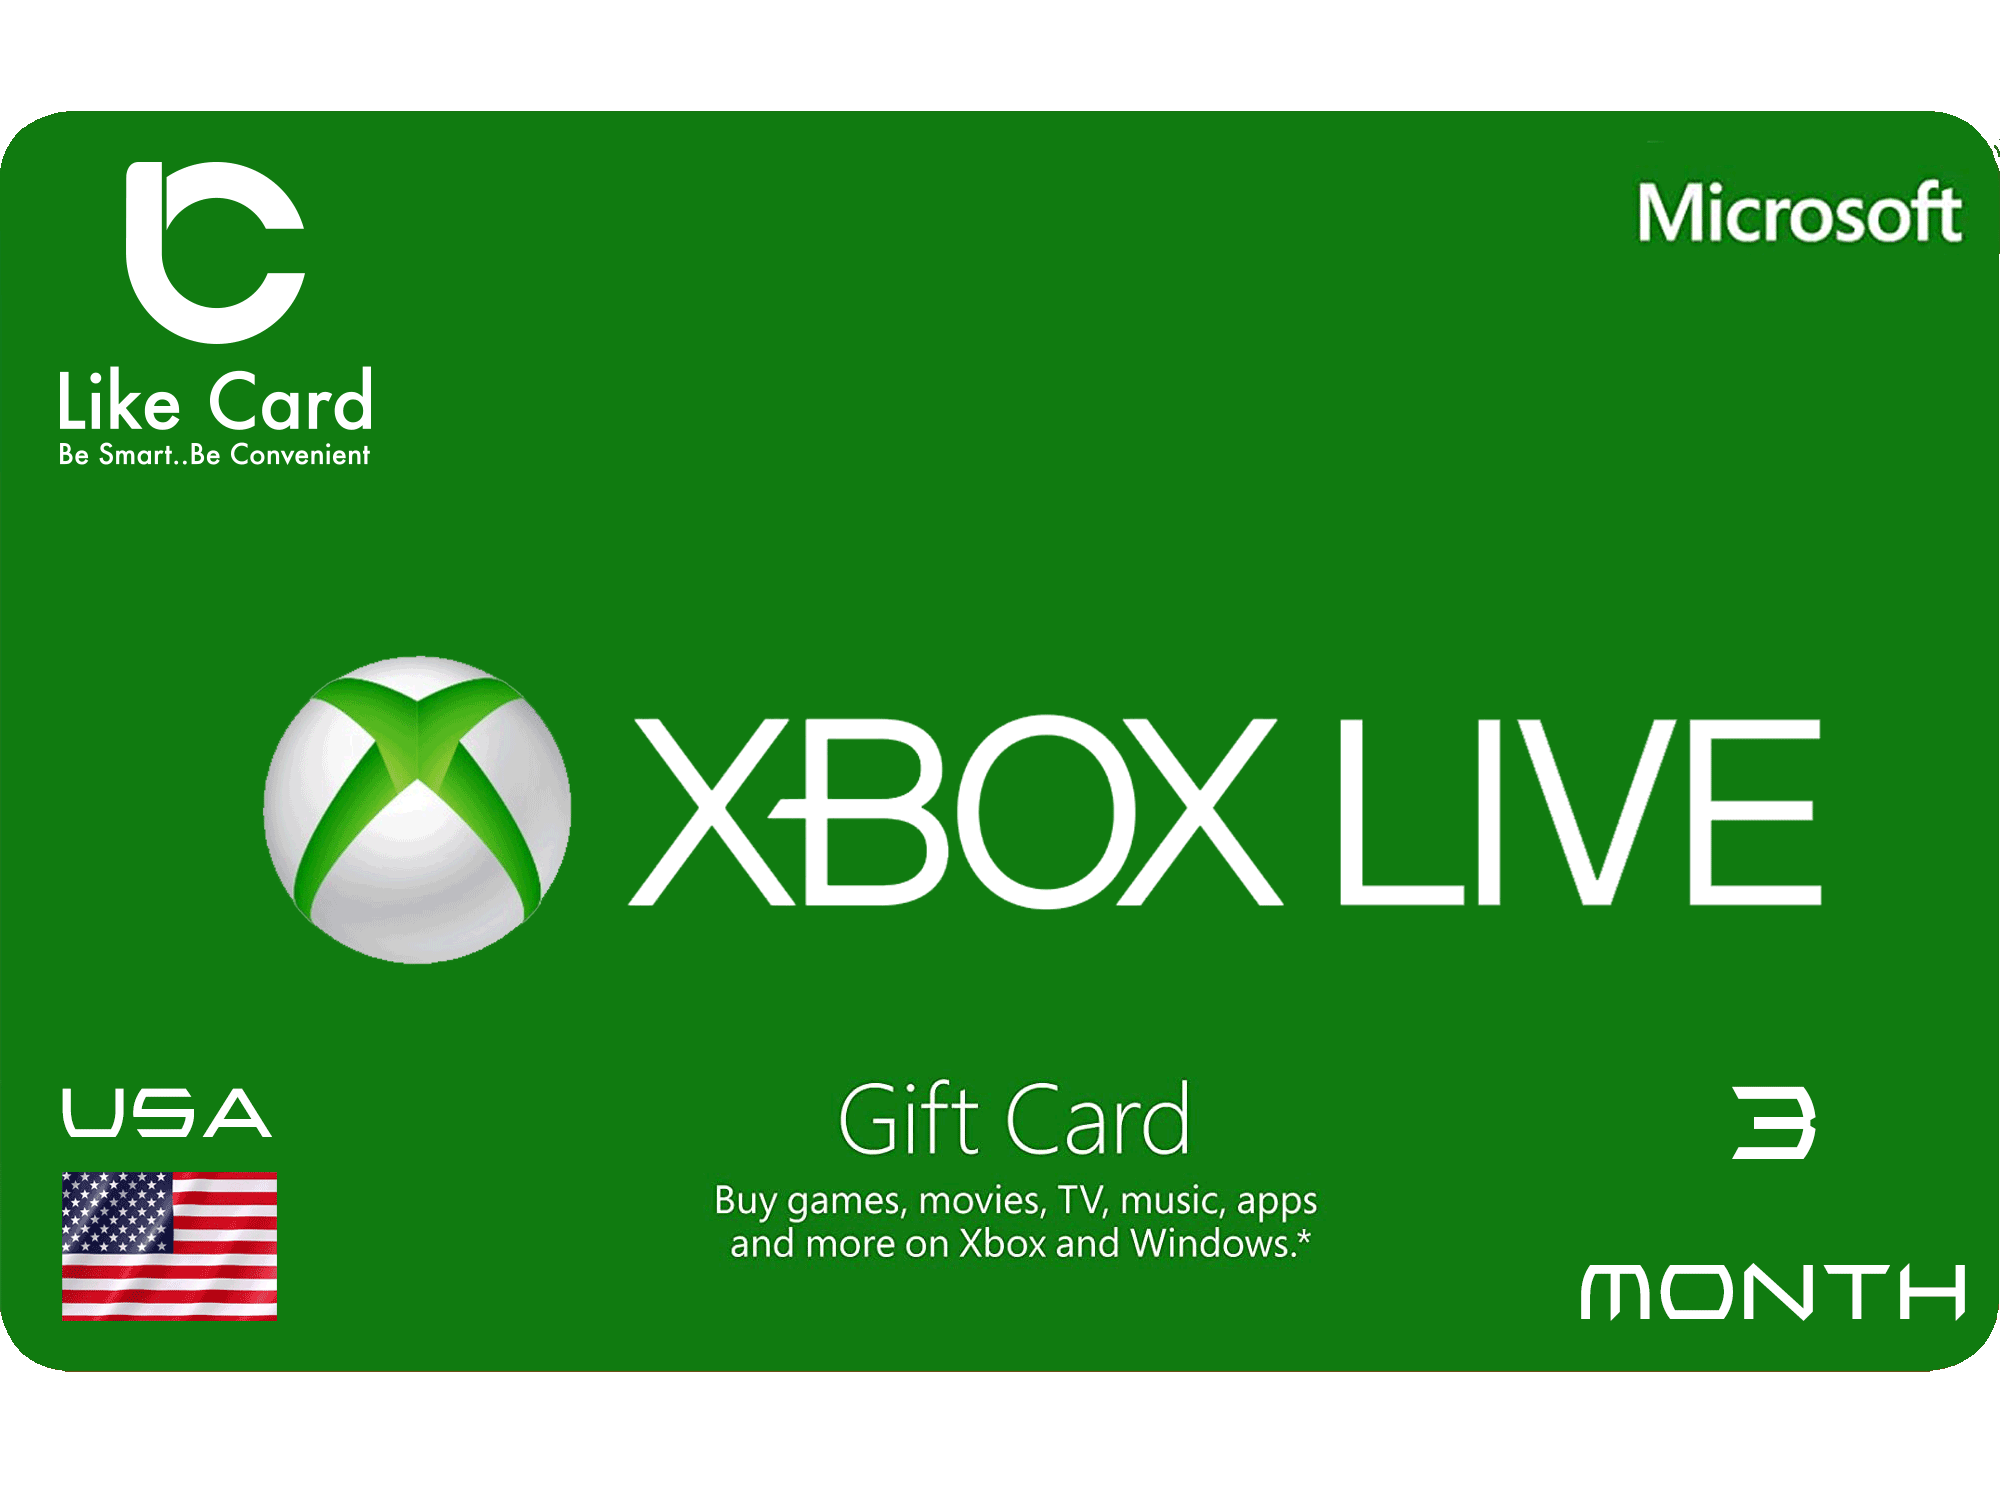 Microsoft
Like Card
Be Smart..Be Convenient
XBOX LIVE
USA
Gift Card
Buy games, movies, TV, music, apps
and more on Xbox and Windows.*
3
MONTH